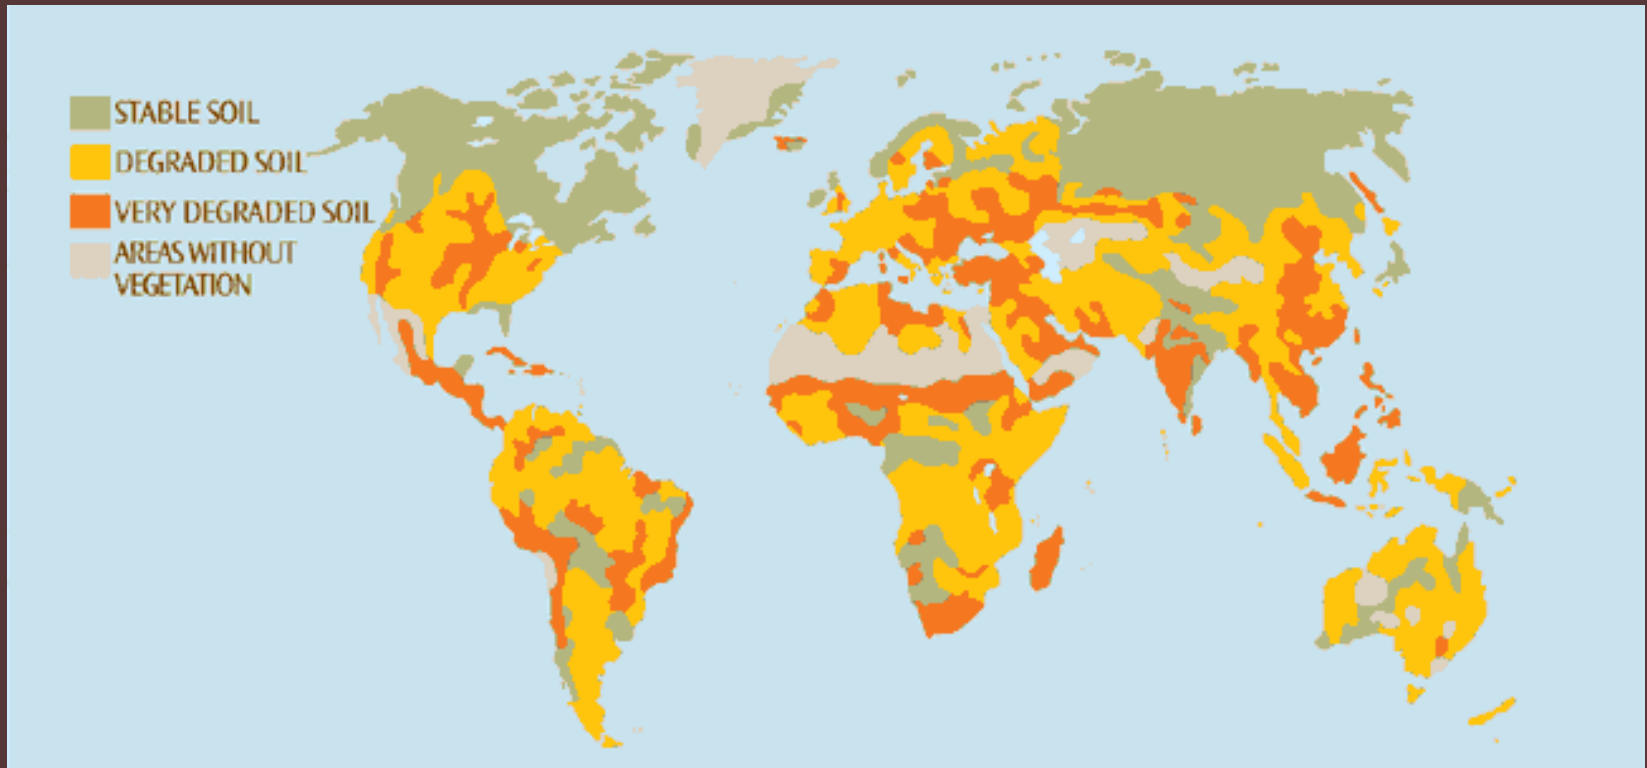 STABLE SOIL
DEGRADED SOIL
VERY DEGRADED SOIL
AREAS WITHOUT
VEGETATION